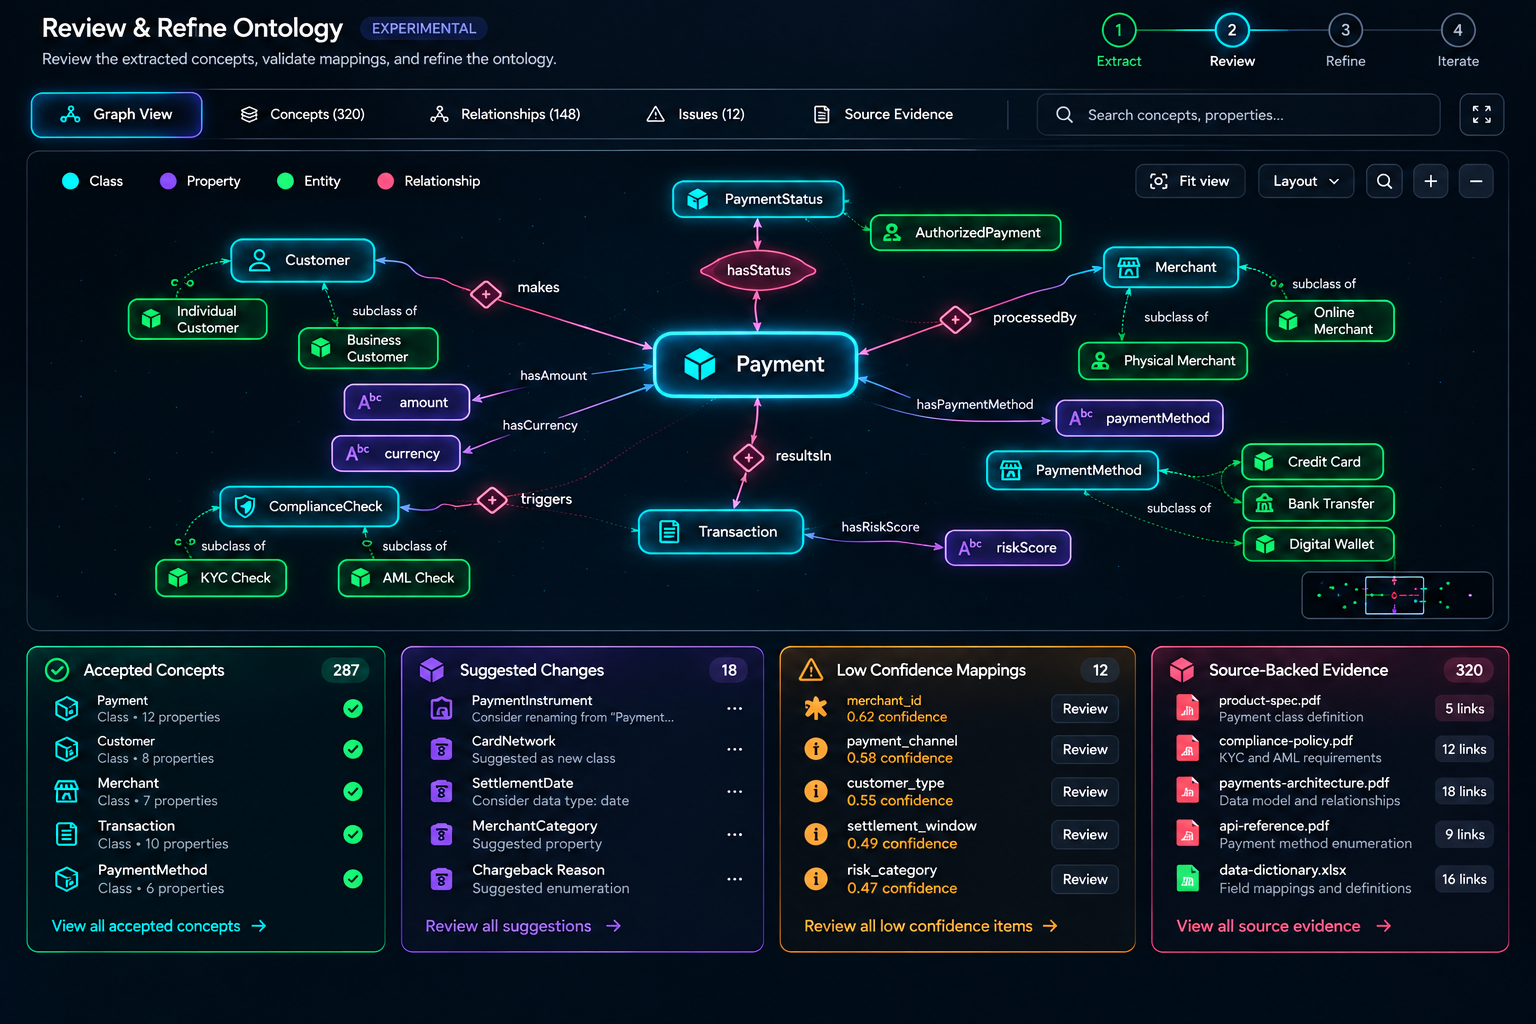 Review & Refne Ontology
EXPERIMENTAL
Review the extracted concepts, validate mappings, and refine the ontology.
1
2
3
4
Extract
Review
Refine
Iterate
Graph View
Concepts (320)
Relationships (148)
Issues (12)
Source Evidence
Search concepts, properties...
Class
Property
Entity
Relationship
Fit view
Layout
PaymentStatus
AuthorizedPayment
Customer
hasStatus
Merchant
makes
subclass of
Individual
Customer
subclass of
Business
Customer
processedBy
subclass of
Online
Merchant
Physical Merchant
Payment
hasAmount
Abc amount
hasCurrency
Abc currency
hasPaymentMethod
Abc paymentMethod
resultsIn
PaymentMethod
Credit Card
Bank Transfer
Digital Wallet
subclass of
ComplianceCheck
triggers
subclass of
subclass of
KYC Check
AML Check
Transaction
hasRiskScore
Abc riskScore
Accepted Concepts
287
Payment
Class • 12 properties
Customer
Class • 8 properties
Merchant
Class • 7 properties
Transaction
Class • 10 properties
PaymentMethod
Class • 6 properties
View all accepted concepts →
Suggested Changes
18
PaymentInstrument
Consider renaming from “Payment...
CardNetwork
Suggested as new class
SettlementDate
Consider data type: date
MerchantCategory
Suggested property
Chargeback Reason
Suggested enumeration
Review all suggestions →
Low Confidence Mappings
12
merchant_id
0.62 confidence
Review
payment_channel
0.58 confidence
Review
customer_type
0.55 confidence
Review
settlement_window
0.49 confidence
Review
risk_category
0.47 confidence
Review
Review all low confidence items →
Source-Backed Evidence
320
product-spec.pdf
Payment class definition
5 links
compliance-policy.pdf
KYC and AML requirements
12 links
payments-architecture.pdf
Data model and relationships
18 links
api-reference.pdf
Payment method enumeration
9 links
data-dictionary.xlsx
Field mappings and definitions
16 links
View all source evidence →